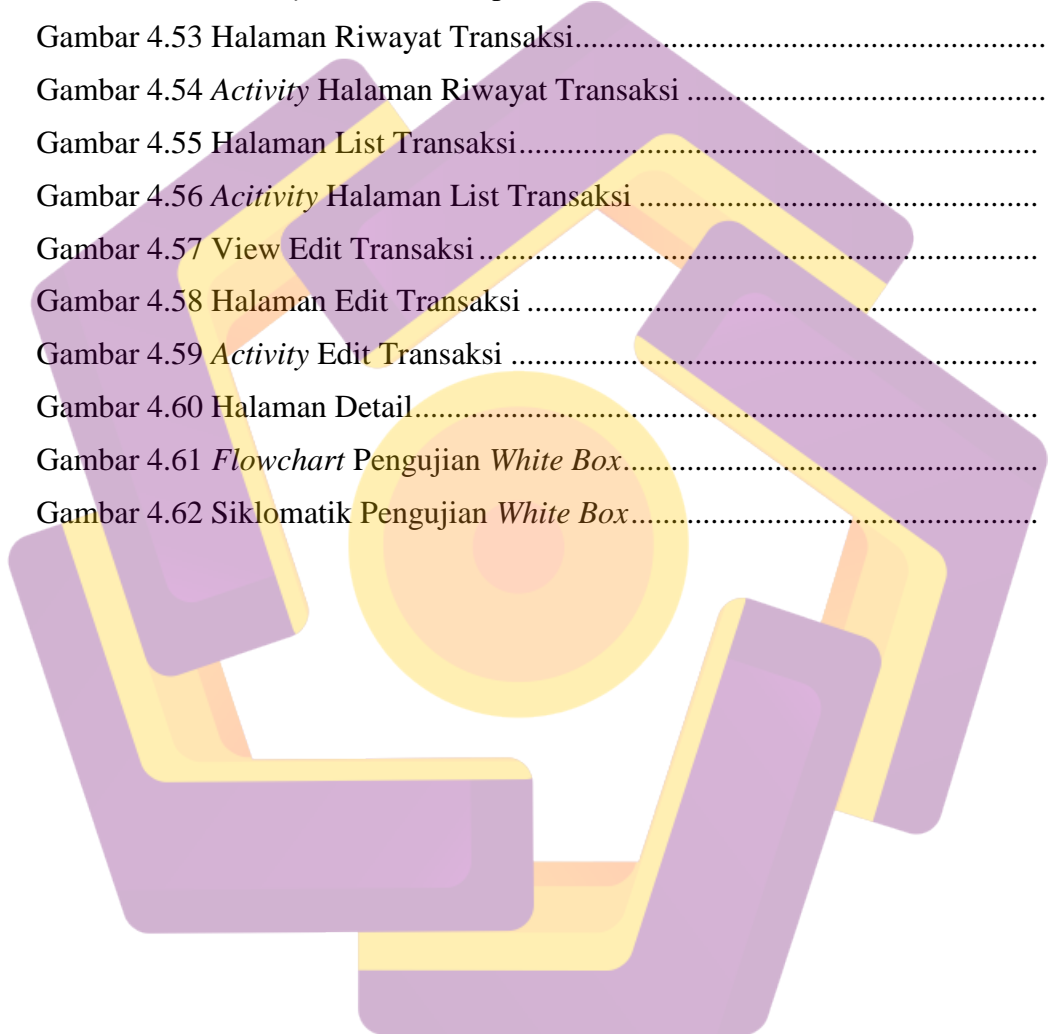 Gambar 4.53 Halaman Riwayat Transaksi............................................................
Gambar 4.54 Activity Halaman Riwayat Transaksi ..............................................
Gambar 4.55 Halaman List Transaksi...................................................................
Gambar 4.56 Acitivity Halaman List Transaksi ...................................................
Gambar 4.57 View Edit Transaksi ........................................................................
Gambar 4.58 Halaman Edit Transaksi ..................................................................
Gambar 4.59 Activity Edit Transaksi ....................................................................
Gambar 4.60 Halaman Detail................................................................................
Gambar 4.61 Flowchart Pengujian White Box.....................................................
Gambar 4.62 Siklomatik Pengujian White Box....................................................